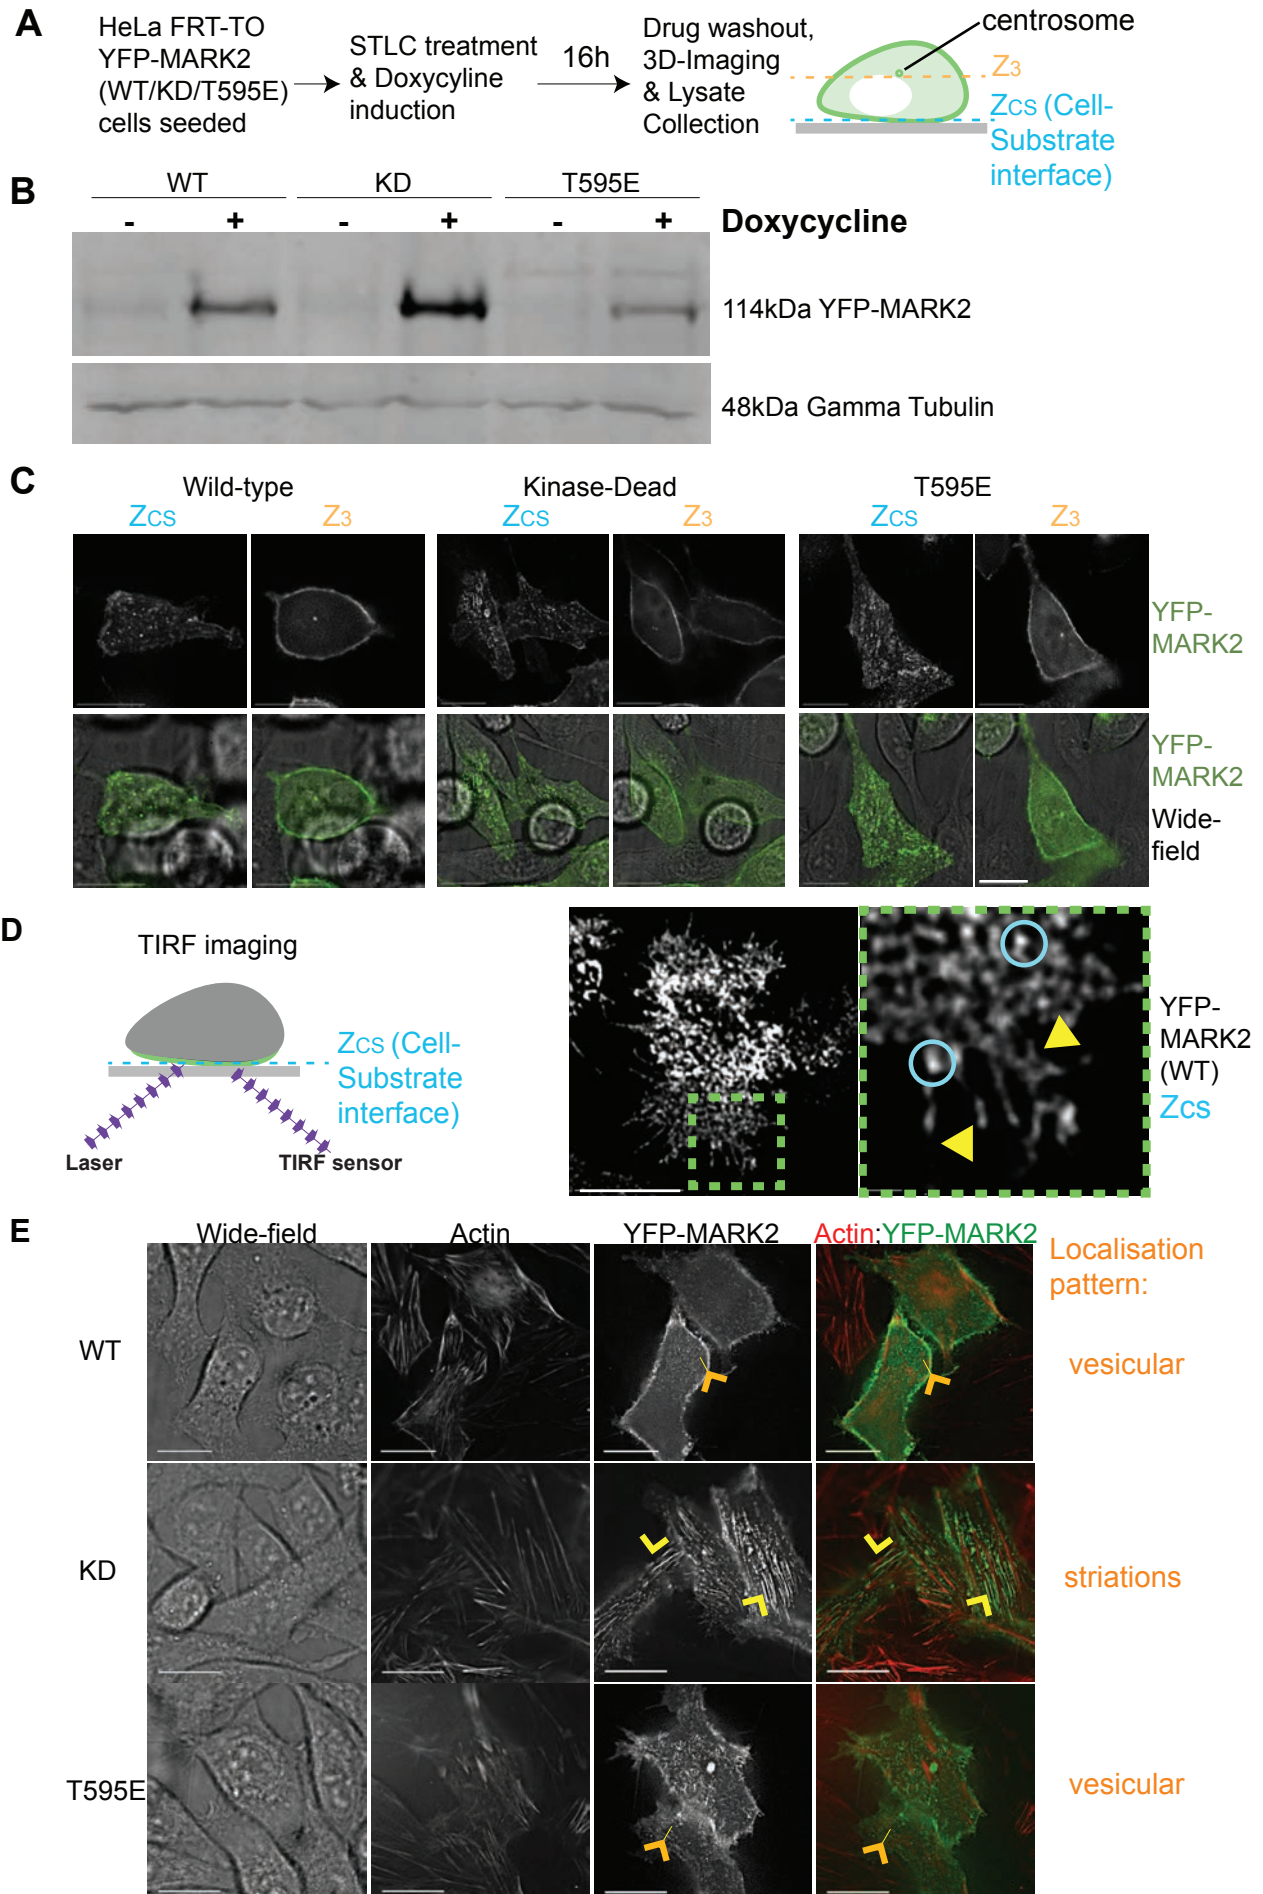 A
HeLa FRT-TO
YFP-MARK2
(WT/KD/T595E)
cells seeded
STLC treatment
& Doxycyline
induction
16h
Drug washout,
3D-Imaging
& Lysate
Collection
centrosome
Z3
ZCS (Cell-
Substrate
interface)
B
WT KD T595E
- + - + - + Doxycycline
114kDa YFP-MARK2
48kDa Gamma Tubulin
C
Wild-type Kinase-Dead T595E
ZCS Z3 ZCS Z3 ZCS Z3
YFP-
MARK2
YFP-
MARK2
Wide-
field
D
TIRF imaging
ZCS (Cell-
Substrate
interface)
Laser TIRF sensor
YFP-
MARK2
(WT)
Zcs
E
Wide-field Actin YFP-MARK2 Actin;YFP-MARK2
Localisation
pattern:
WT vesicular
KD striations
T595E vesicular